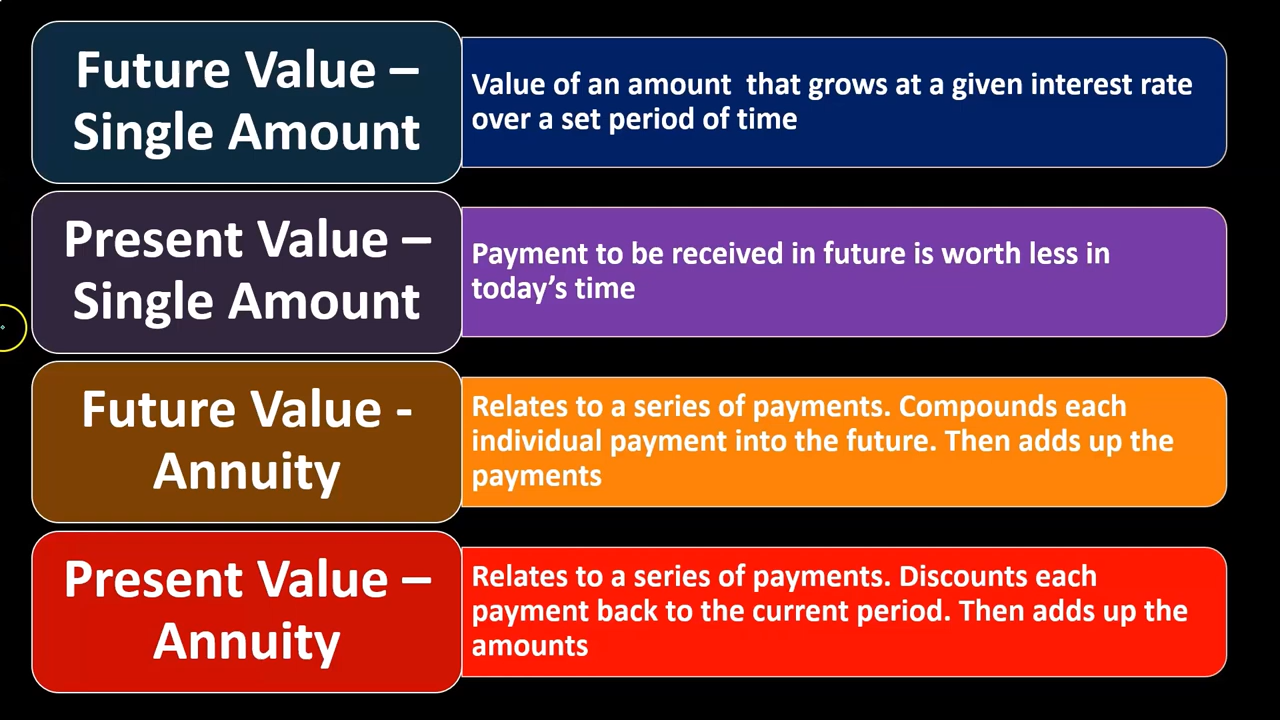 Future Value –
Single Amount
Value of an amount  that grows at a given interest rate
over a set period of time
Present Value –
Single Amount
Payment to be received in future is worth less in
today’s time
Future Value -
Annuity
Relates to a series of payments. Compounds each
individual payment into the future. Then adds up the
payments
Present Value –
Annuity
Relates to a series of payments. Discounts each
payment back to the current period. Then adds up the
amounts